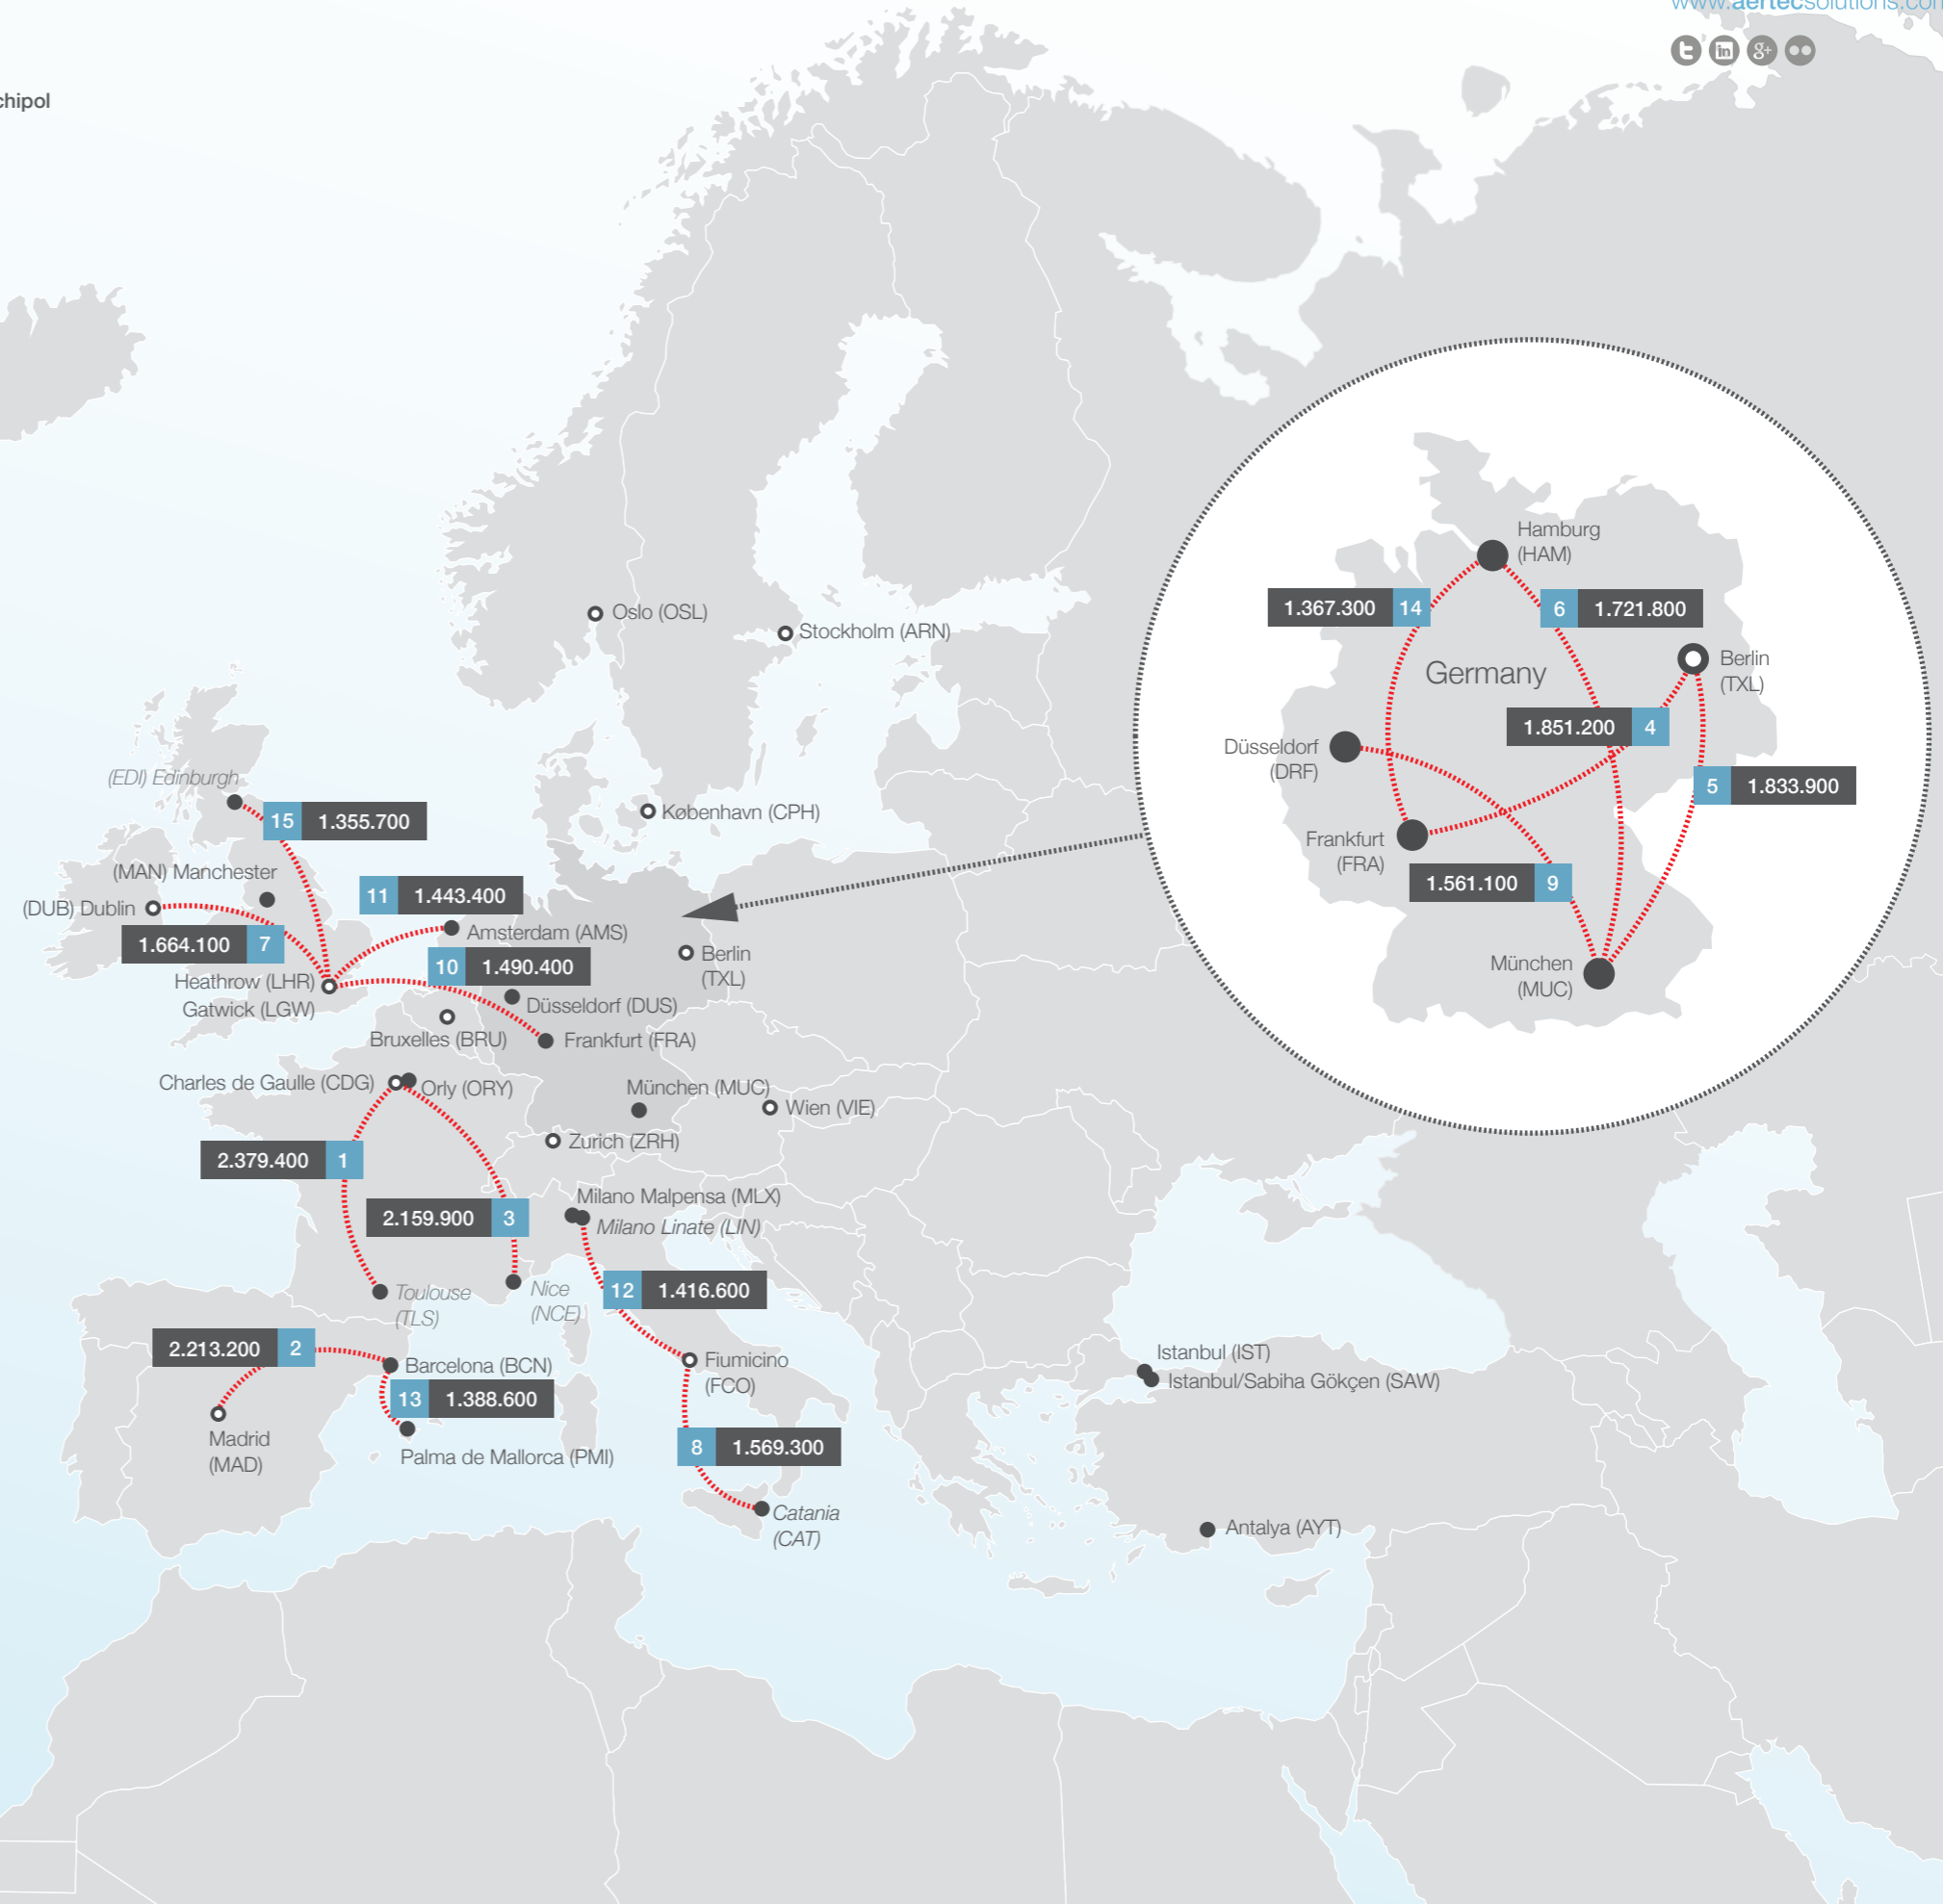 www.aertecsolutions.com
chipol
Oslo (OSL)
Stockholm (ARN)
København (CPH)
(EDI) Edinburgh
15 1.355.700
(MAN) Manchester
(DUB) Dublin
1.664.100 7
11 1.443.400
Amsterdam (AMS)
10 1.490.400
Heathrow (LHR)
Gatwick (LGW)
Berlin
(TXL)
Düsseldorf (DUS)
Bruxelles (BRU)
Frankfurt (FRA)
Charles de Gaulle (CDG)
Orly (ORY)
München (MUC)
Wien (VIE)
Zurich (ZRH)
2.379.400 1
2.159.900 3
Milano Malpensa (MLX)
Milano Linate (LIN)
Toulouse
(TLS)
Nice
(NCE)
12 1.416.600
2.213.200 2
Barcelona (BCN)
13 1.388.600
Madrid
(MAD)
Palma de Mallorca (PMI)
Fiumicino
(FCO)
8 1.569.300
Catania
(CAT)
Istanbul (IST)
Istanbul/Sabiha Gökçen (SAW)
Antalya (AYT)
Hamburg
(HAM)
1.367.300 14
6 1.721.800
Germany
Berlin
(TXL)
1.851.200 4
Düsseldorf
(DRF)
5 1.833.900
Frankfurt
(FRA)
1.561.100 9
München
(MUC)